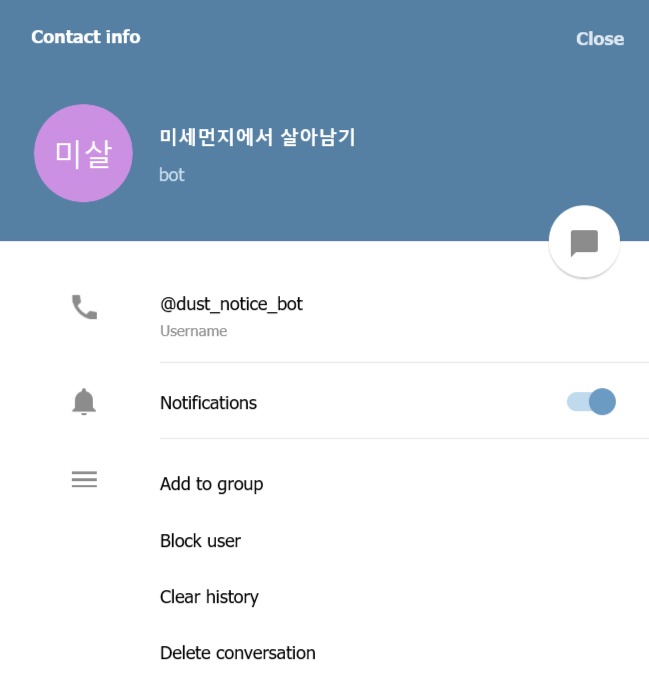 Contact info
Close
미살
미세먼지에서 살아남기
bot
@dust_notice_bot
Username
Notifications
Add to group
Block user
Clear history
Delete conversation